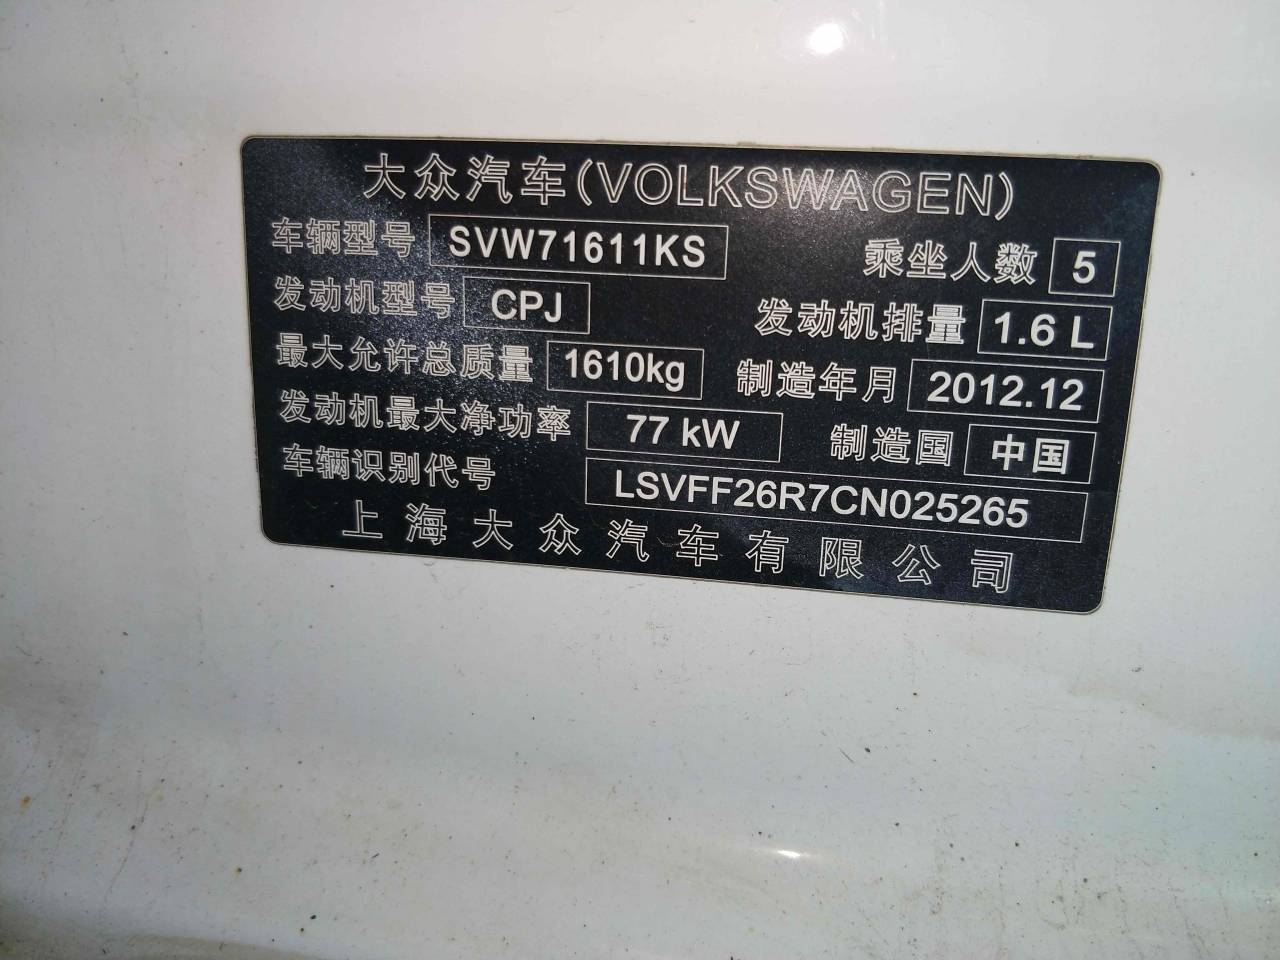 大众汽车(VOLKSWAGEN)
车辆型号 SVW71611KS 乘坐人数 5
发动机型号 CPJ 发动机排量 1.6 L
最大允许总质量 1610kg 制造年月 2012.12
发动机最大净功率 77 kW 制造国 中国
车辆识别代号 LSVFF26R7CN025265
上海大众汽车有限公司